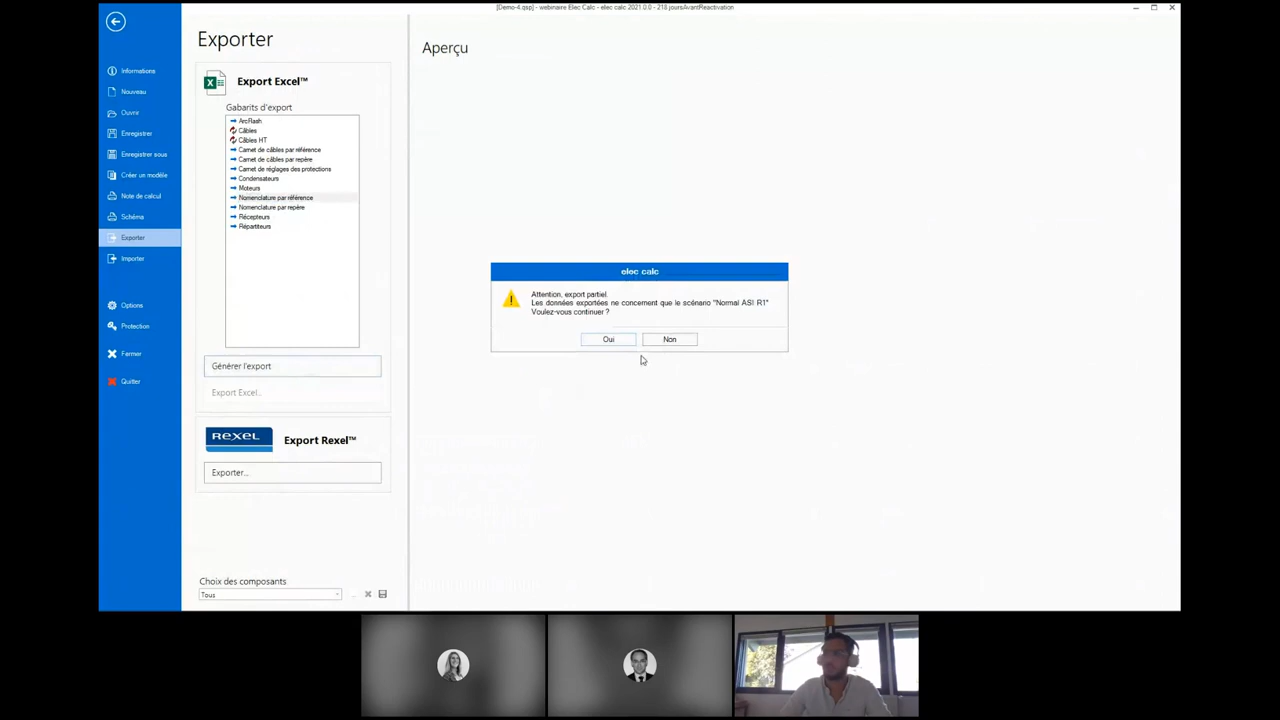 [Demo-4.qsp] - webinaire Elec Calc - elec calc 2021.0.0 - 218 joursAvantReactivation
Informations
Nouveau
Ouvrir
Enregistrer
Enregistrer sous
Créer un modèle
Note de calcul
Schéma
Exporter
Importer
Options
Protection
Fermer
Quitter
Exporter
Export Excel™
Gabarits d'export
ArcFlash
Câbles
Câbles HT
Carnet de câbles par référence
Carnet de câbles par repère
Carnet de réglages des protections
Condensateurs
Moteurs
Nomenclature par référence
Nomenclature par repère
Récepteurs
Répartiteurs
Générer l'export
Export Excel...
REXEL
Export Rexel™
Exporter...
Choix des composants
Tous
...
Aperçu
elec calc
Attention, export partiel.
Les données exportées ne concernent que le scénario "Normal ASI R1"
Voulez-vous continuer ?
Oui
Non